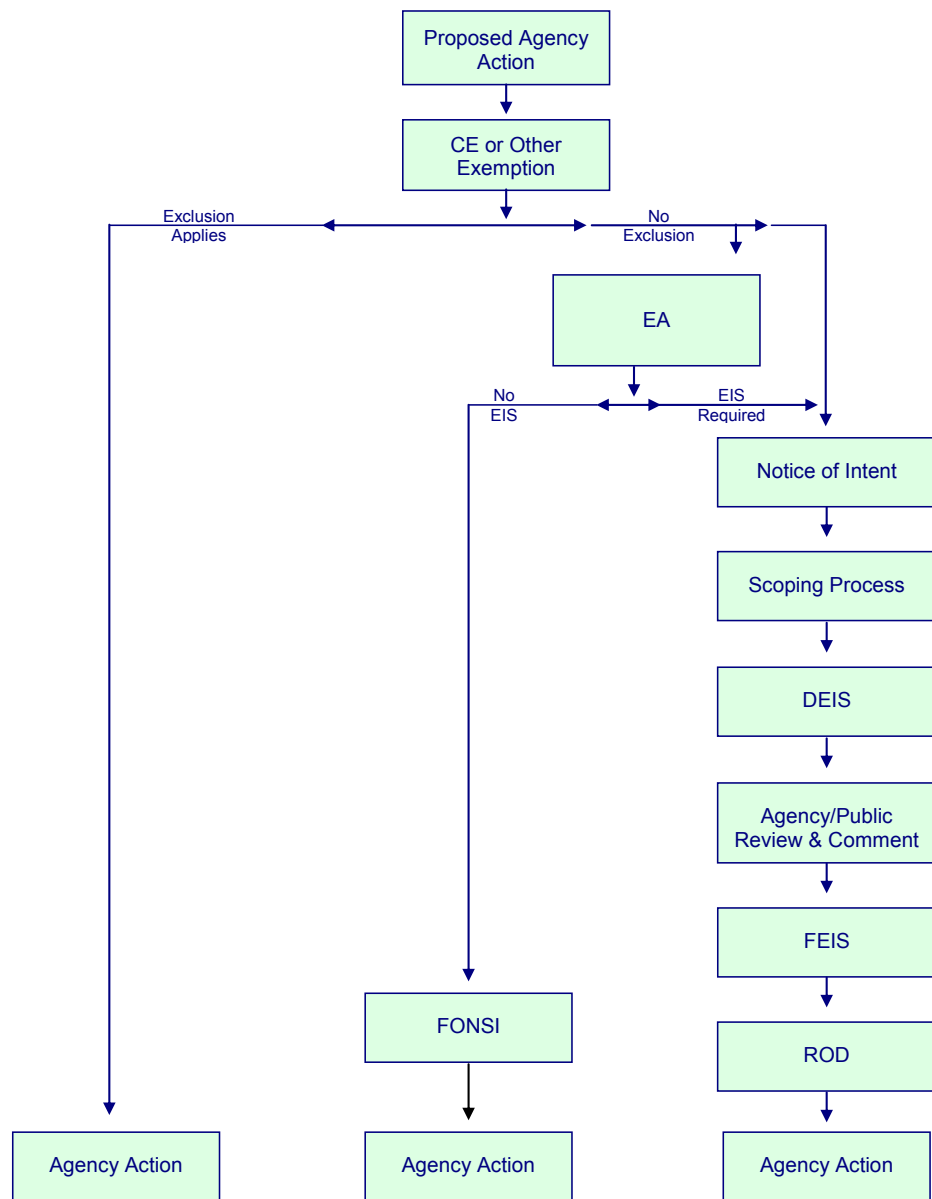 Proposed Agency
Action
CE or Other
Exemption
Exclusion
Applies
No
Exclusion
EA
No
EIS
EIS
Required
Notice of Intent
Scoping Process
DEIS
Agency/Public
Review & Comment
FEIS
FONSI
ROD
Agency Action
Agency Action
Agency Action